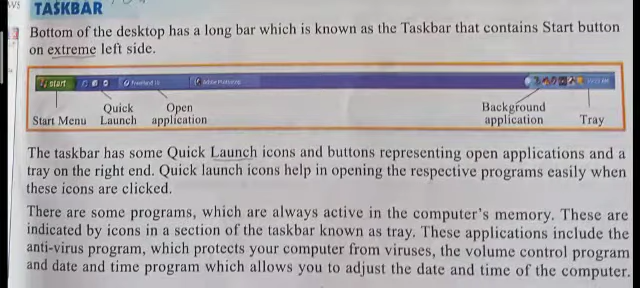 TASKBAR
Bottom of the desktop has a long bar which is known as the Taskbar that contains Start button
on extreme left side.
start
Quick Open Background
Start Menu Launch application application Tray
The taskbar has some Quick Launch icons and buttons representing open applications and a
tray on the right end. Quick launch icons help in opening the respective programs easily when
these icons are clicked.
There are some programs, which are always active in the computer's memory. These are
indicated by icons in a section of the taskbar known as tray. These applications include the
anti-virus program, which protects your computer from viruses, the volume control program
and date and time program which allows you to adjust the date and time of the computer.